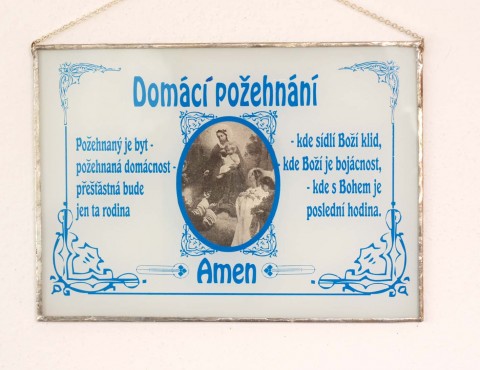 Domácí požehnání
Požehnaný je byt -
požehnaná domácnost -
přešťastná bude
jen ta rodina
- kde sídlí Boží klid,
- kde Boží je bojácnost,
- kde s Bohem je
poslední hodina.
Amen